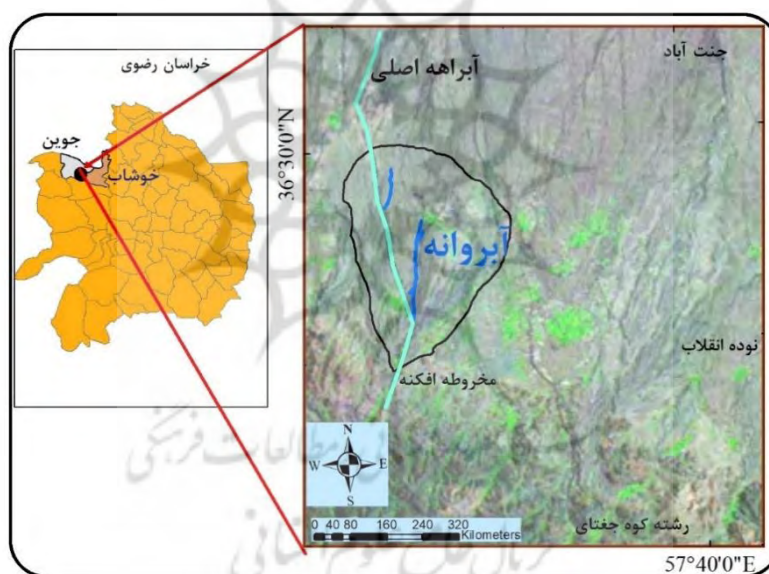 خراسان رضوی
جوین
خوشاب
آبراهه اصلی
جنت آباد
36°30'0"N
آبروانه
نوده انقلاب
مخروطه افکنه
N
W
E
S
0 40 80 160 240 320
Kilometers
رشته کوه جغتای
57°40'0"E